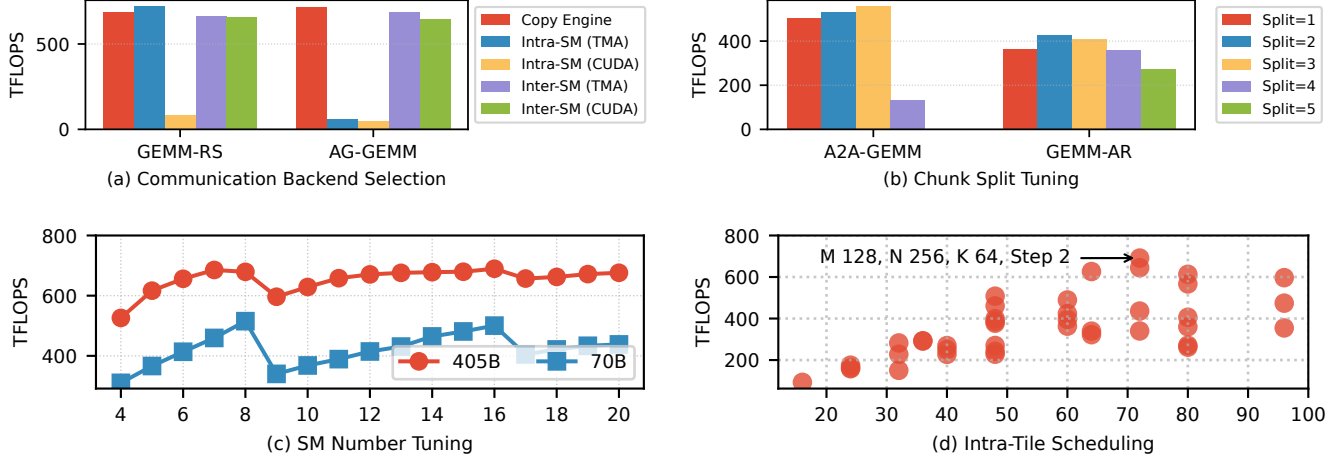 TFLOPS
500
0
GEMM-RS
AG-GEMM
Copy Engine
Intra-SM (TMA)
Intra-SM (CUDA)
Inter-SM (TMA)
Inter-SM (CUDA)
(a) Communication Backend Selection
TFLOPS
400
200
0
A2A-GEMM
GEMM-AR
Split=1
Split=2
Split=3
Split=4
Split=5
(b) Chunk Split Tuning
TFLOPS
800
600
400
405B
70B
4 6 8 10 12 14 16 18 20
(c) SM Number Tuning
TFLOPS
800
600
400
200
M 128, N 256, K 64, Step 2
20 30 40 50 60 70 80 90 100
(d) Intra-Tile Scheduling